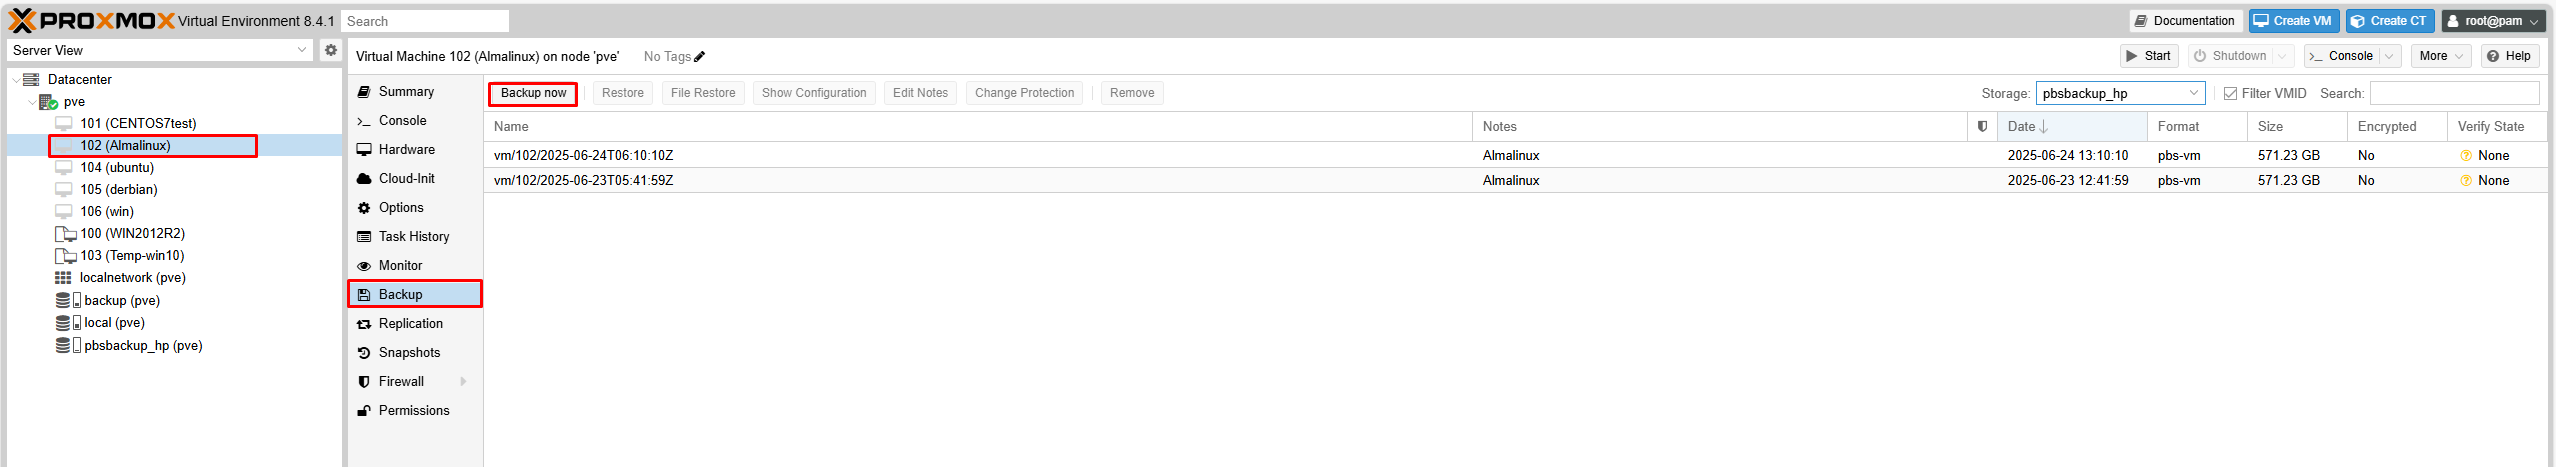 PROXMOX Virtual Environment 8.4.1 Search Documentation Create VM Create CT root@pam
Server View
Virtual Machine 102 (Almalinux) on node 'pve' No Tags Start Shutdown Console More Help
Datacenter
pve
101 (CENTOS7test)
102 (Almalinux)
104 (ubuntu)
105 (derbian)
106 (win)
100 (WIN2012R2)
103 (Temp-win10)
localnetwork (pve)
backup (pve)
local (pve)
pbsbackup_hp (pve)
Summary
Console
Hardware
Cloud-Init
Options
Task History
Monitor
Backup
Replication
Snapshots
Firewall
Permissions
Backup now Restore File Restore Show Configuration Edit Notes Change Protection Remove Storage: pbsbackup_hp Filter VMID Search:
Name Notes Date Format Size Encrypted Verify State
vm/102/2025-06-24T06:10:10Z Almalinux 2025-06-24 13:10:10 pbs-vm 571.23 GB No None
vm/102/2025-06-23T05:41:59Z Almalinux 2025-06-23 12:41:59 pbs-vm 571.23 GB No None